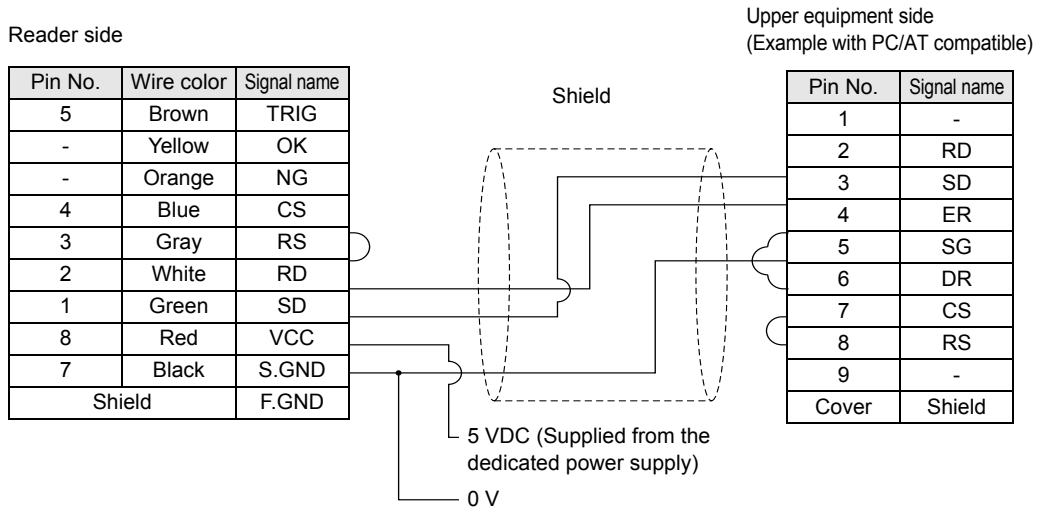 Reader side
Pin No. Wire color Signal name
5 Brown TRIG
- Yellow OK
- Orange NG
4 Blue CS
3 Gray RS
2 White RD
1 Green SD
8 Red VCC
7 Black S.GND
Shield F.GND
Shield
5 VDC (Supplied from the
dedicated power supply)
0 V
Upper equipment side
(Example with PC/AT compatible)
Pin No. Signal name
1 -
2 RD
3 SD
4 ER
5 SG
6 DR
7 CS
8 RS
9 -
Cover Shield